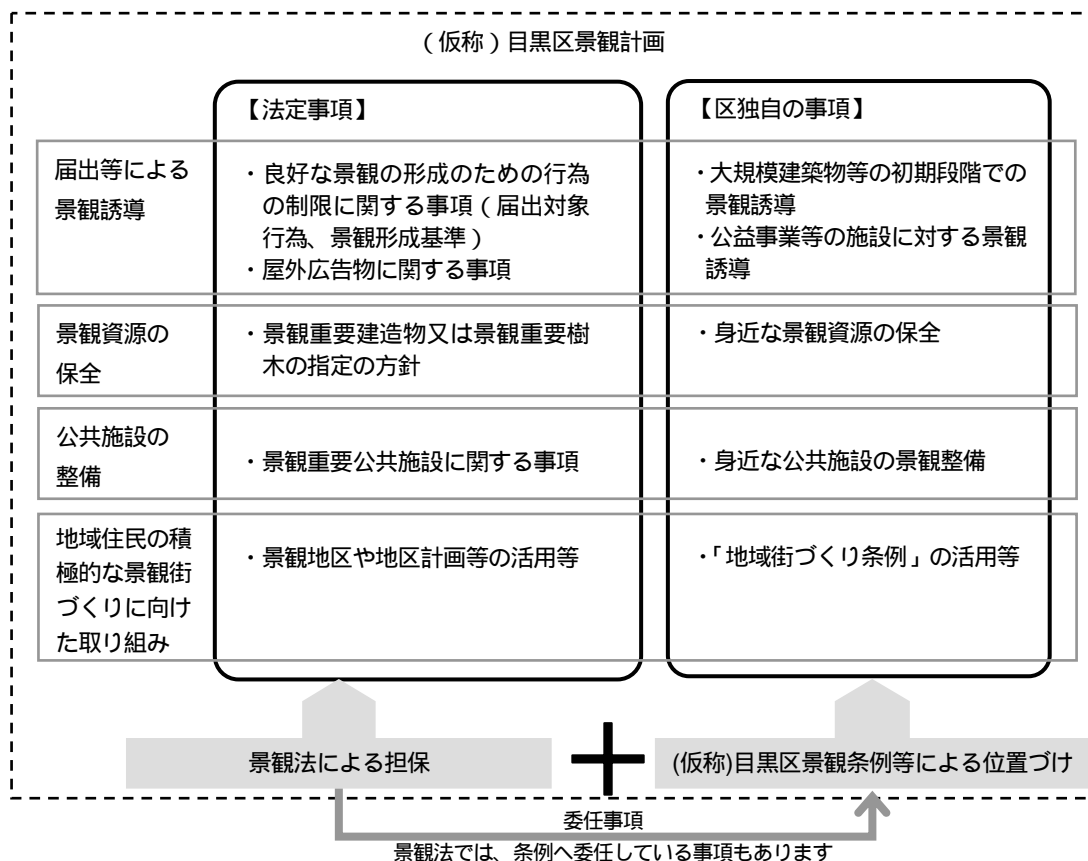 (仮称)目黒区景観計画
【法定事項】
【区独自の事項】
届出等による
景観誘導
・良好な景観の形成のための行為
の制限に関する事項(届出対象
行為、景観形成基準)
・屋外広告物に関する事項
・大規模建築物等の初期段階での
景観誘導
・公益事業等の施設に対する景観
誘導
景観資源の
保全
・景観重要建造物又は景観重要樹
木の指定の方針
・身近な景観資源の保全
公共施設の
整備
・景観重要公共施設に関する事項
・身近な公共施設の景観整備
地域住民の積
極的な景観街
づくりに向け
た取り組み
・景観地区や地区計画等の活用等
・「地域街づくり条例」の活用等
景観法による担保
(仮称)目黒区景観条例等による位置づけ
委任事項
景観法では、条例へ委任している事項もあります